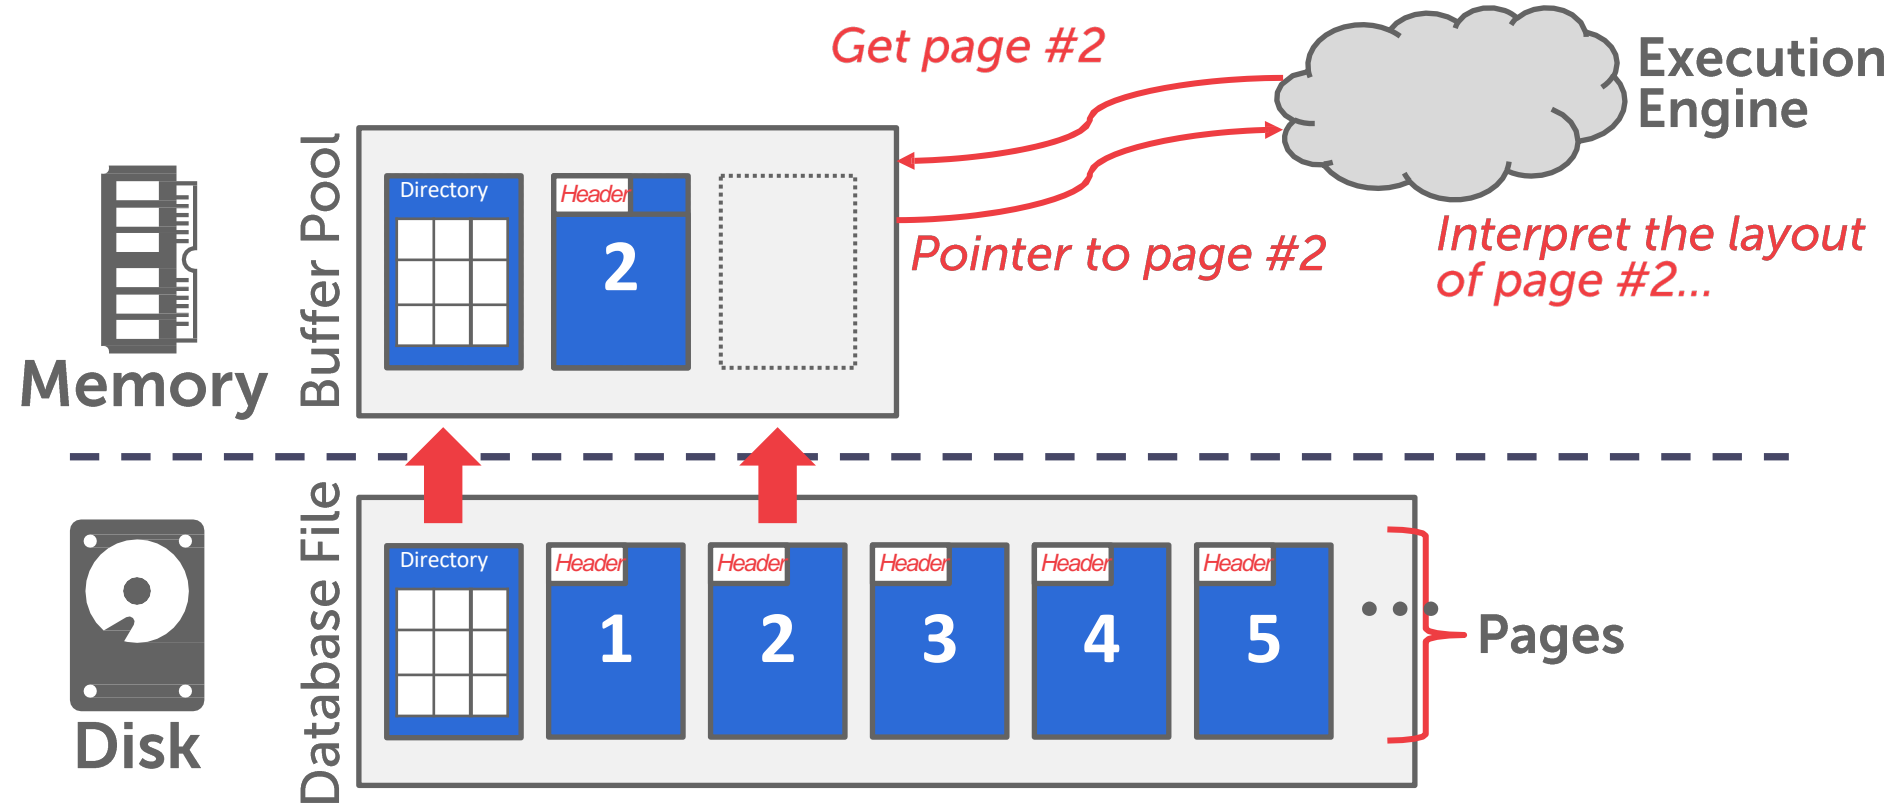 Get page #2
Execution
Engine
Buffer Pool
Directory
Header
2
Pointer to page #2
Interpret the layout
of page #2...
Memory
Database File
Directory
Header
1
Header
2
Header
3
Header
4
Header
5
...
Pages
Disk